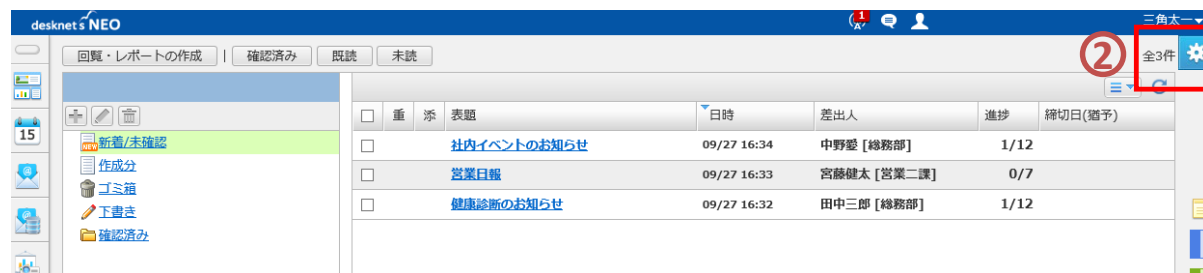 desknet's NEO
1
三角太一
回覧・レポートの作成 | 確認済み 既読 未読
② 全3件
15
重 添 表題 日時 差出人 進捗 締切日(猶予)
新着/未確認
作成分
ゴミ箱
下書き
確認済み
社内イベントのお知らせ 09/27 16:34 中野愛 [総務部] 1/12
営業日報 09/27 16:33 宮藤健太 [営業二課] 0/7
健康診断のお知らせ 09/27 16:32 田中三郎 [総務部] 1/12